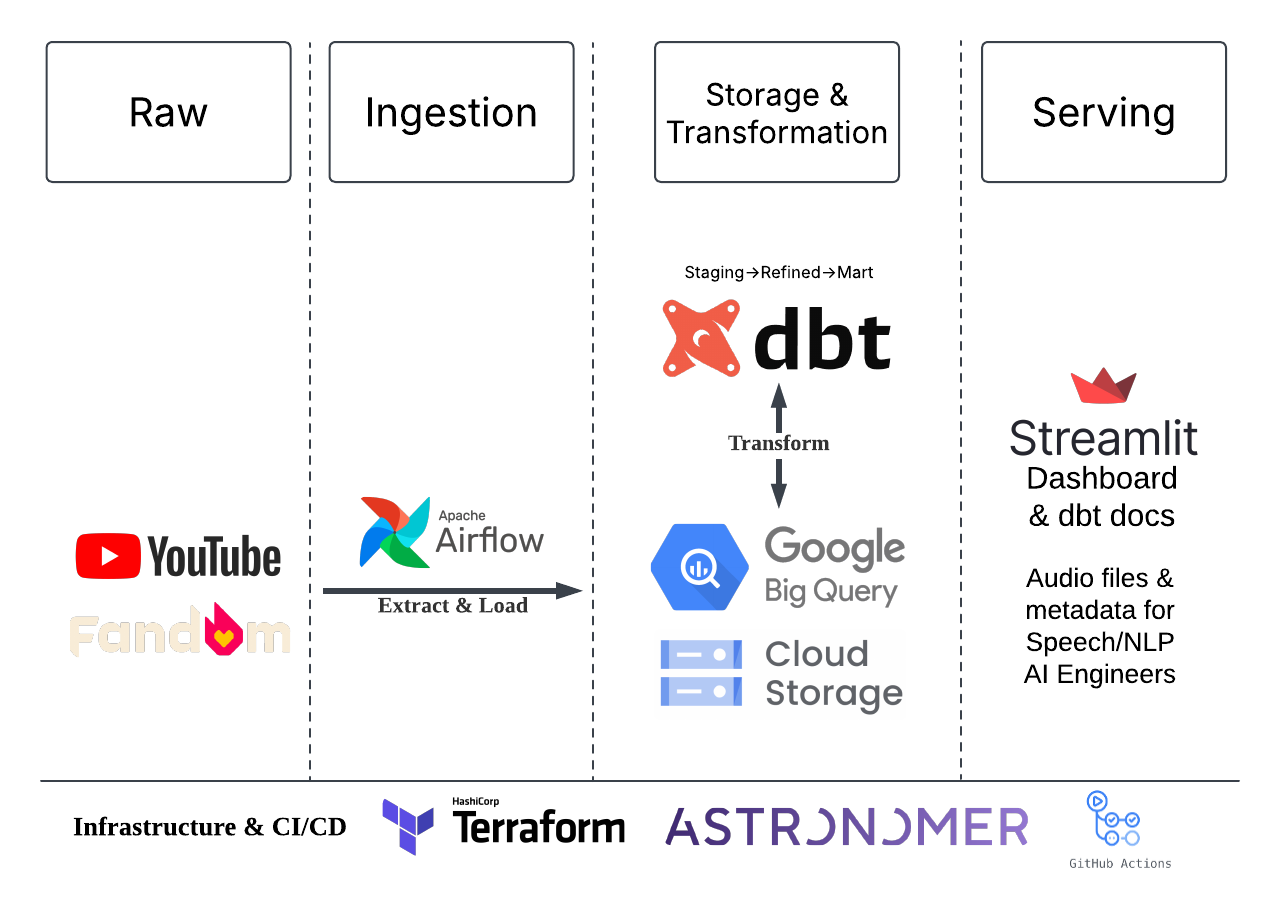 Raw
Ingestion
Storage &
Transformation
Serving
Staging→Refined→Mart
dbt
Transform
YouTube
Fandom
Apache
Airflow
Extract & Load
Google
Big Query
Cloud
Storage
Streamlit
Dashboard
& dbt docs
Audio files &
metadata for
Speech/NLP
AI Engineers
Infrastructure & CI/CD
HashiCorp
Terraform
ASTRONOMER
GitHub Actions